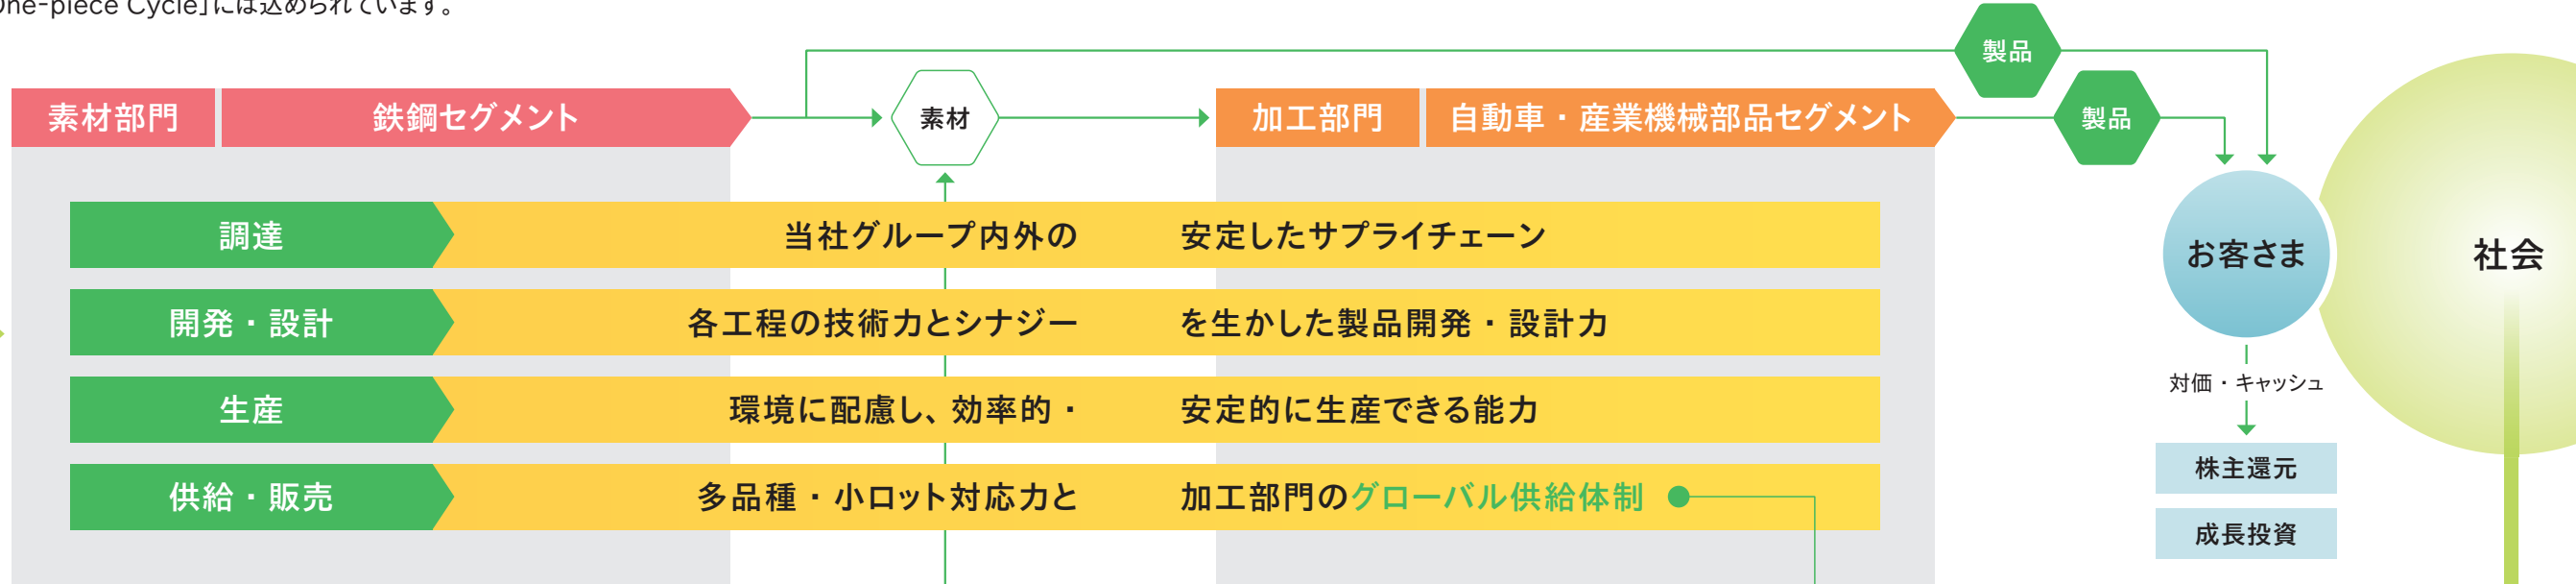 One-piece Cycle」には込められています。
製品
素材部門
鉄鋼セグメント
素材
加工部門
自動車・産業機械部品セグメント
製品
調達
当社グループ内外の 安定したサプライチェーン
開発・設計
各工程の技術力とシナジー を生かした製品開発・設計力
生産
環境に配慮し、効率的・ 安定的に生産できる能力
供給・販売
多品種・小ロット対応力と 加工部門のグローバル供給体制
お客さま
社会
対価・キャッシュ
株主還元
成長投資